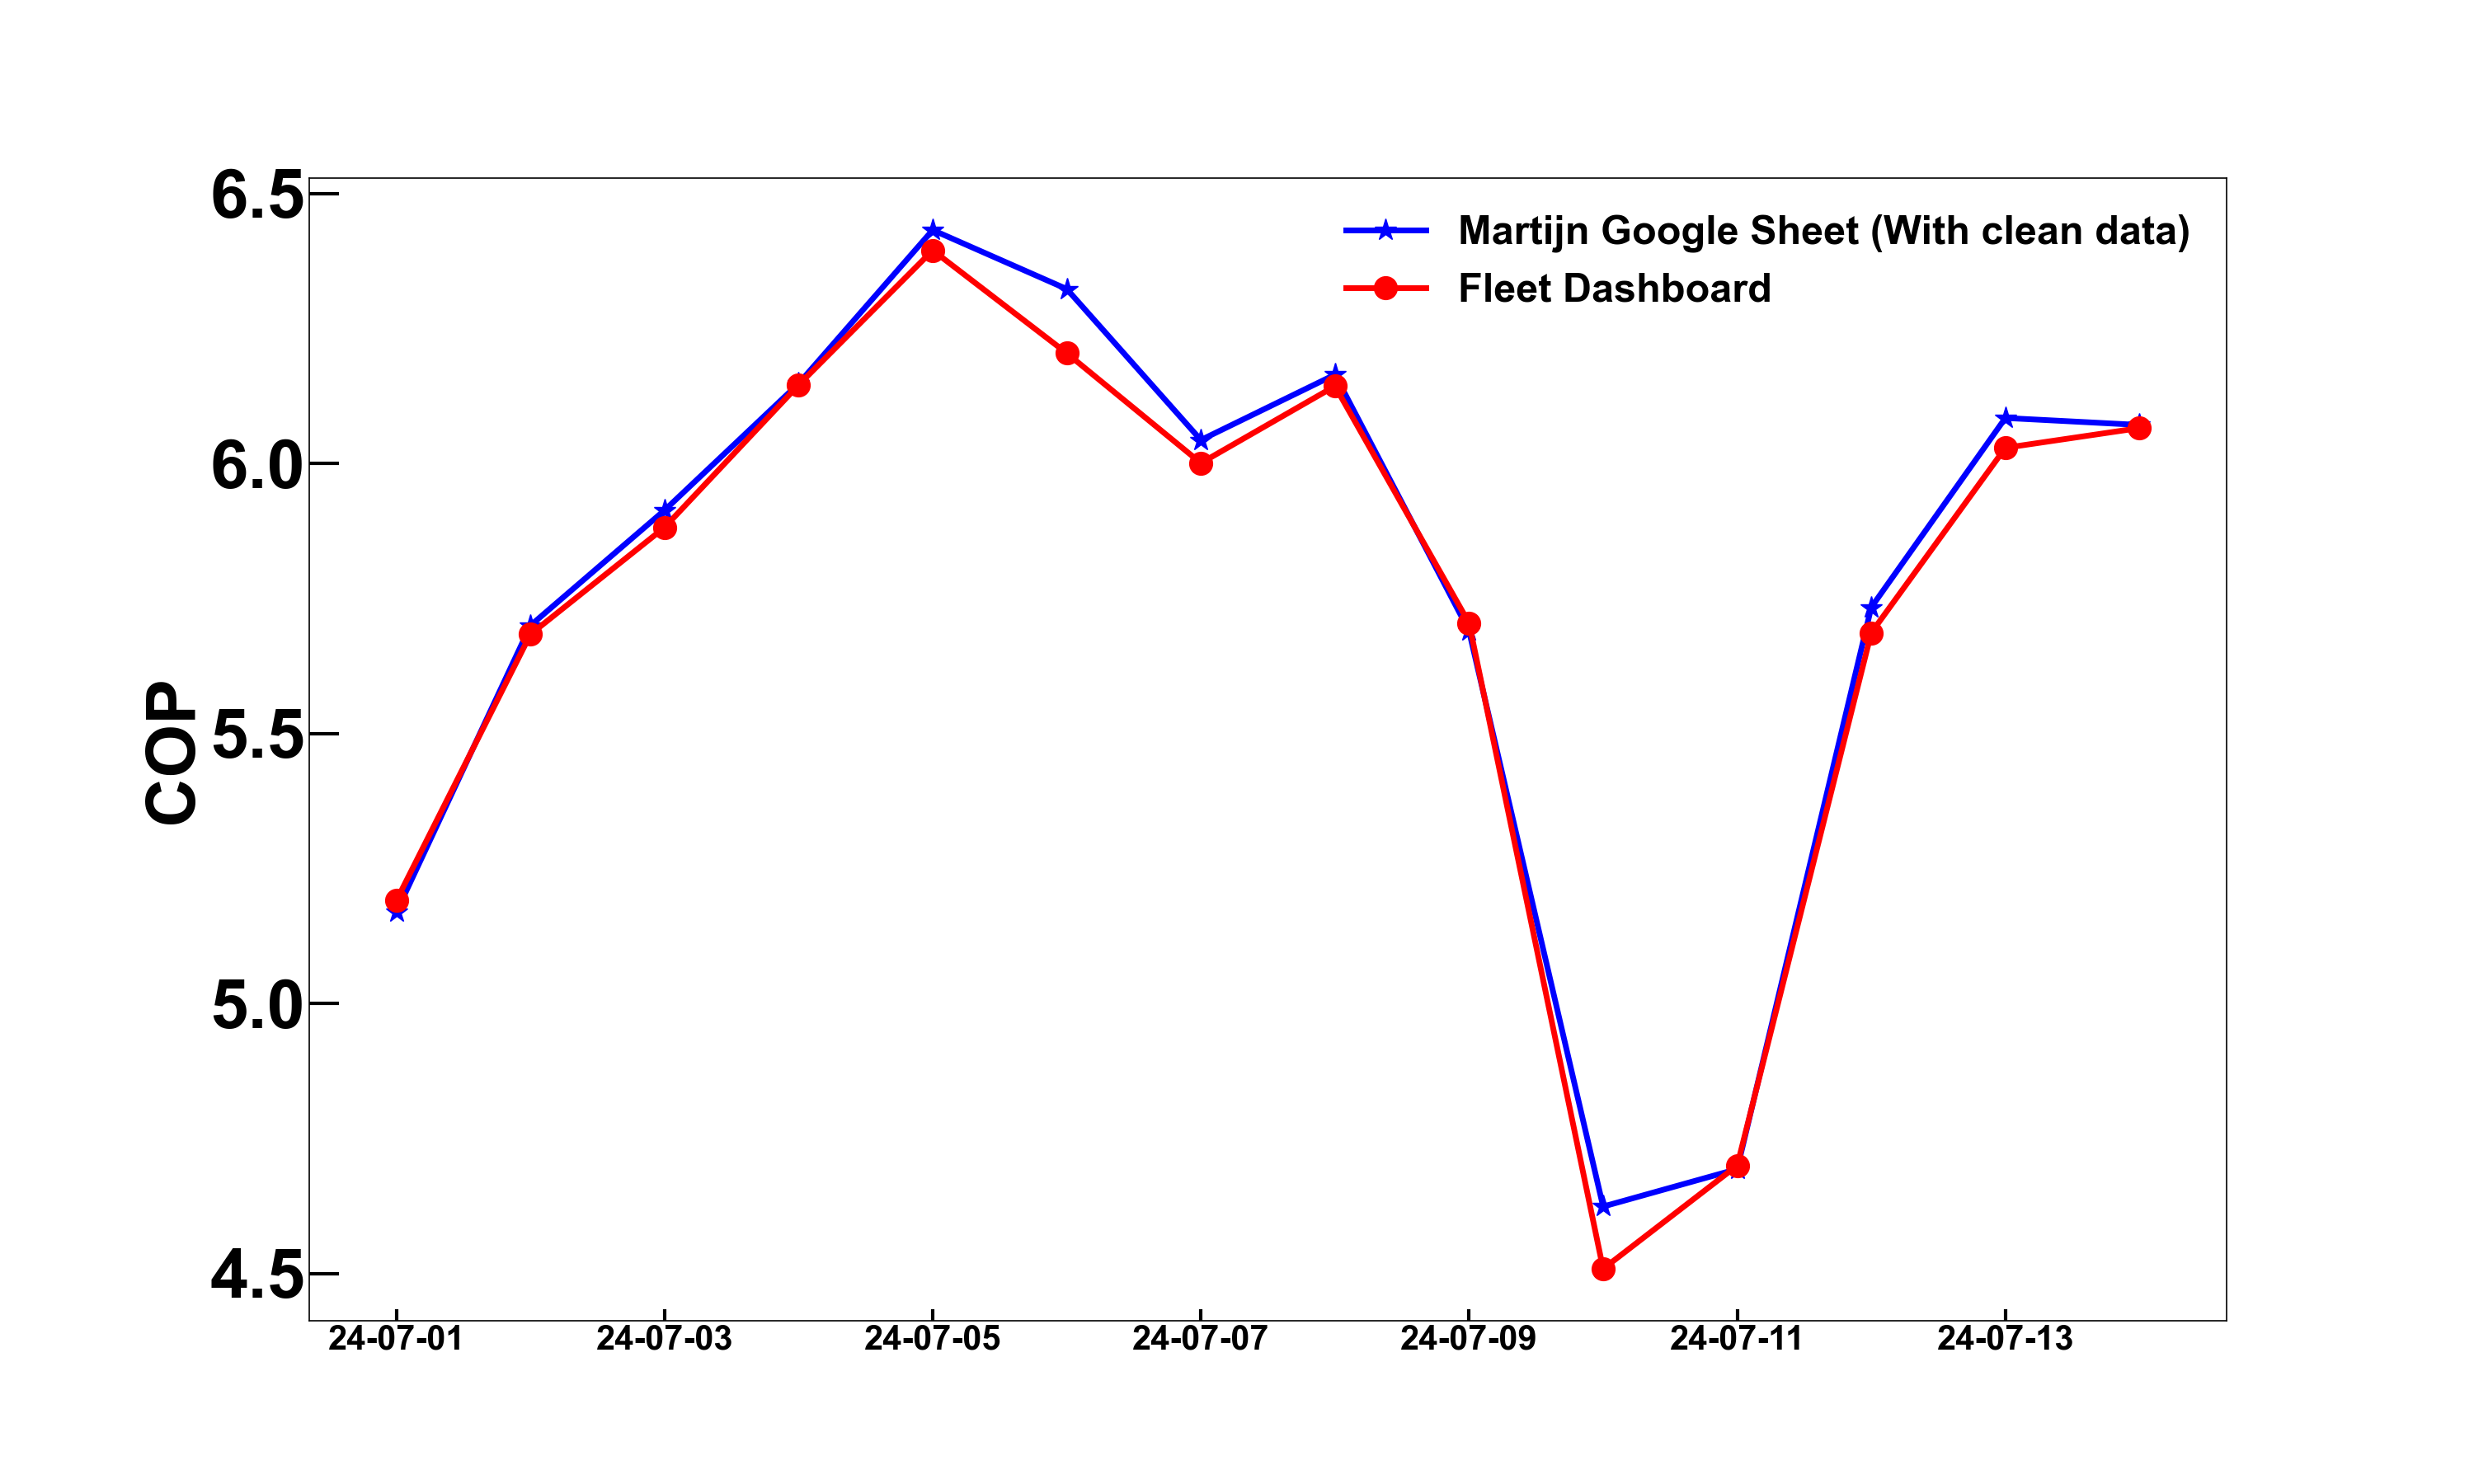 Martijn Google Sheet (With clean data)
Fleet Dashboard
COP
6.5
6.0
5.5
5.0
4.5
24-07-01 24-07-03 24-07-05 24-07-07 24-07-09 24-07-11 24-07-13